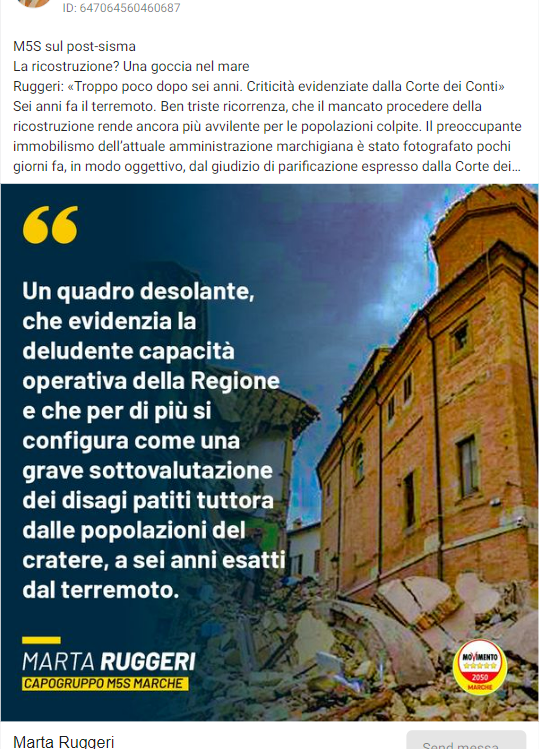 ID: 647064560460687
M5S sul post-sisma
La ricostruzione? Una goccia nel mare
Ruggeri: «Troppo poco dopo sei anni. Criticità evidenziate dalla Corte dei Conti»
Sei anni fa il terremoto. Ben triste ricorrenza, che il mancato procedere della
ricostruzione rende ancora più avvilente per le popolazioni colpite. Il preoccupante
immobilismo dell'attuale amministrazione marchigiana è stato fotografato pochi
giorni fa, in modo oggettivo, dal giudizio di parificazione espresso dalla Corte dei...
“
Un quadro desolante,
che evidenzia la
deludente capacità
operativa della Regione
e che per di più si
configura come una
grave sottovalutazione
dei disagi patiti tuttora
dalle popolazioni del
cratere, a sei anni esatti
dal terremoto.
MARTA RUGGERI
CAPOGRUPPO M5S MARCHE
MOVIMENTO
2050
MARCHE
Marta Ruggeri
Send messa...